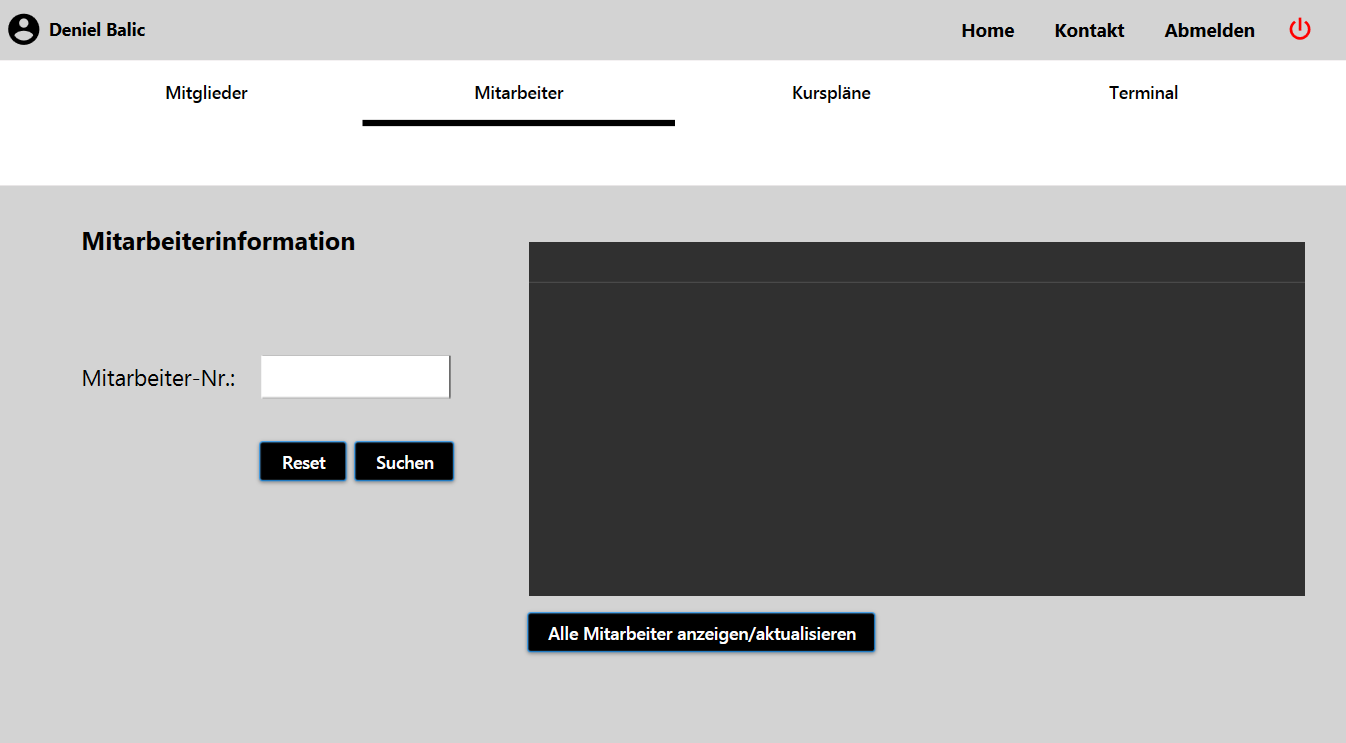 Deniel Balic
Home Kontakt Abmelden
Mitglieder Mitarbeiter Kurspläne Terminal
Mitarbeiterinformation
Mitarbeiter-Nr.:
Reset Suchen
Alle Mitarbeiter anzeigen/aktualisieren